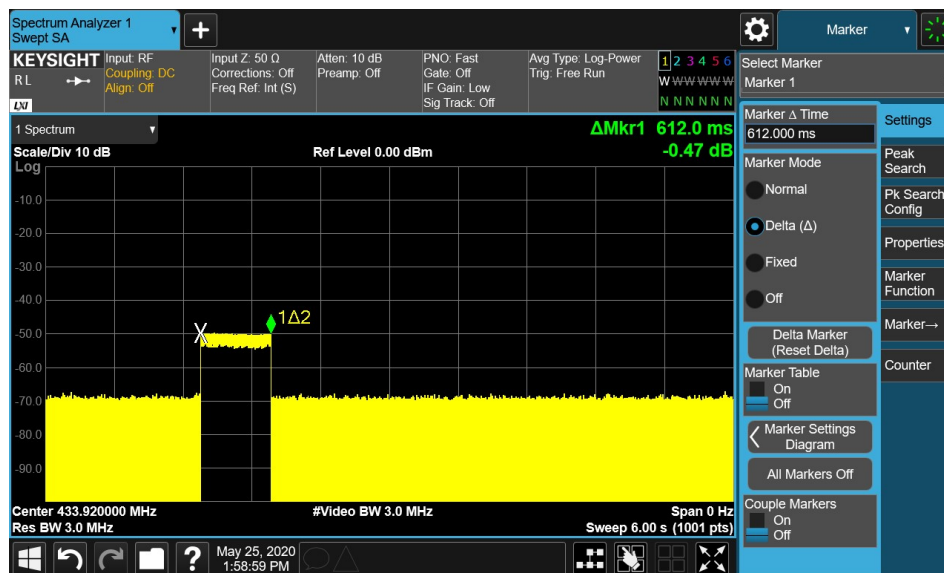 Spectrum Analyzer 1
Swept SA
Marker
KEYSIGHT
R L
LXI
Input: RF
Coupling: DC
Align: Off
Input Z: 50 Ω
Corrections: Off
Freq Ref: Int (S)
Atten: 10 dB
Preamp: Off
PNO: Fast
Gate: Off
IF Gain: Low
Sig Track: Off
Avg Type: Log-Power
Trig: Free Run
1 2 3 4 5 6
W W W W W W
N N N N N N
Select Marker
Marker 1
1 Spectrum
ΔMkr1 612.0 ms
-0.47 dB
Scale/Div 10 dB
Ref Level 0.00 dBm
Log
-10.0
-20.0
-30.0
-40.0
-50.0
-60.0
-70.0
-80.0
-90.0
X
1Δ2
Center 433.920000 MHz
#Video BW 3.0 MHz
Span 0 Hz
Res BW 3.0 MHz
Sweep 6.00 s (1001 pts)
Marker Δ Time
612.000 ms
Marker Mode
Normal
Delta (Δ)
Fixed
Off
Delta Marker
(Reset Delta)
Marker Table
On
Off
Marker Settings
Diagram
All Markers Off
Couple Markers
On
Off
Settings
Peak
Search
Pk Search
Config
Properties
Marker
Function
Marker→
Counter
?
May 25, 2020
1:58:59 PM